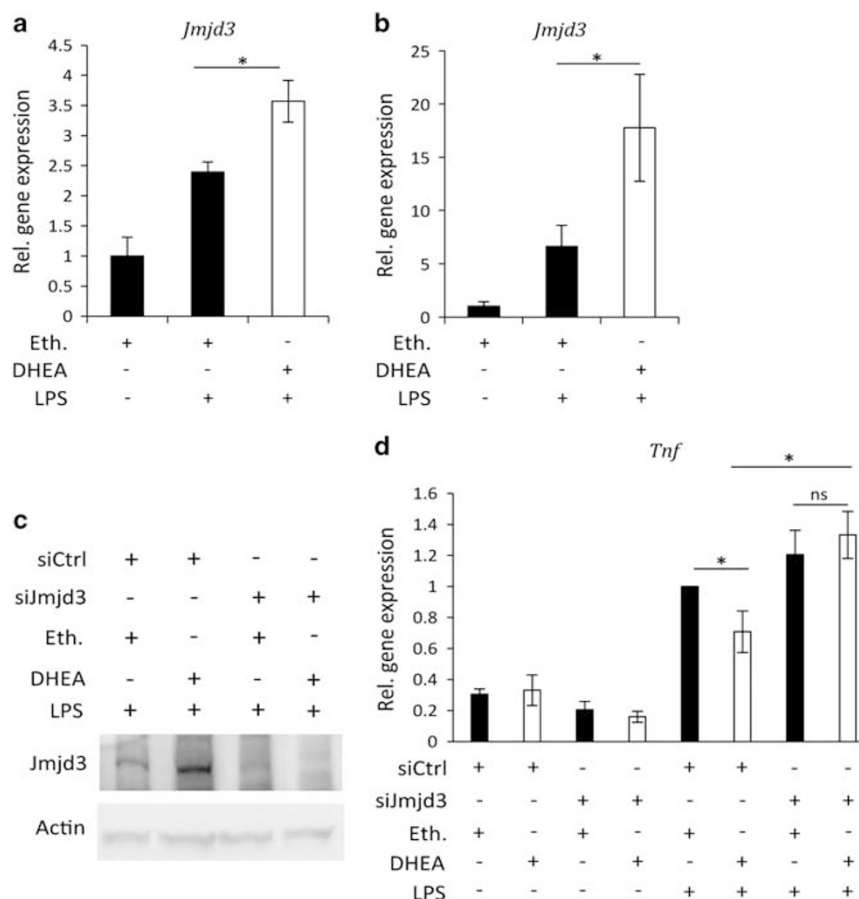 a
Jmjd3
*
4.5
4
3.5
3
2.5
2
1.5
1
0.5
0
Rel. gene expression
Eth. + + -
DHEA - - +
LPS - + +
b
Jmjd3
*
25
20
15
10
5
0
Rel. gene expression
Eth. + + -
DHEA - - +
LPS - + +
c
siCtrl + + - -
siJmjd3 - - + +
Eth. + - + -
DHEA - + - +
LPS + + + +
Jmjd3
Actin
d
Tnf
*
ns
*
1.6
1.4
1.2
1
0.8
0.6
0.4
0.2
0
Rel. gene expression
siCtrl + + - - + + - -
siJmjd3 - - + + - - + +
Eth. + - + - + - + -
DHEA - + - + - + - +
LPS - - - - + + + +